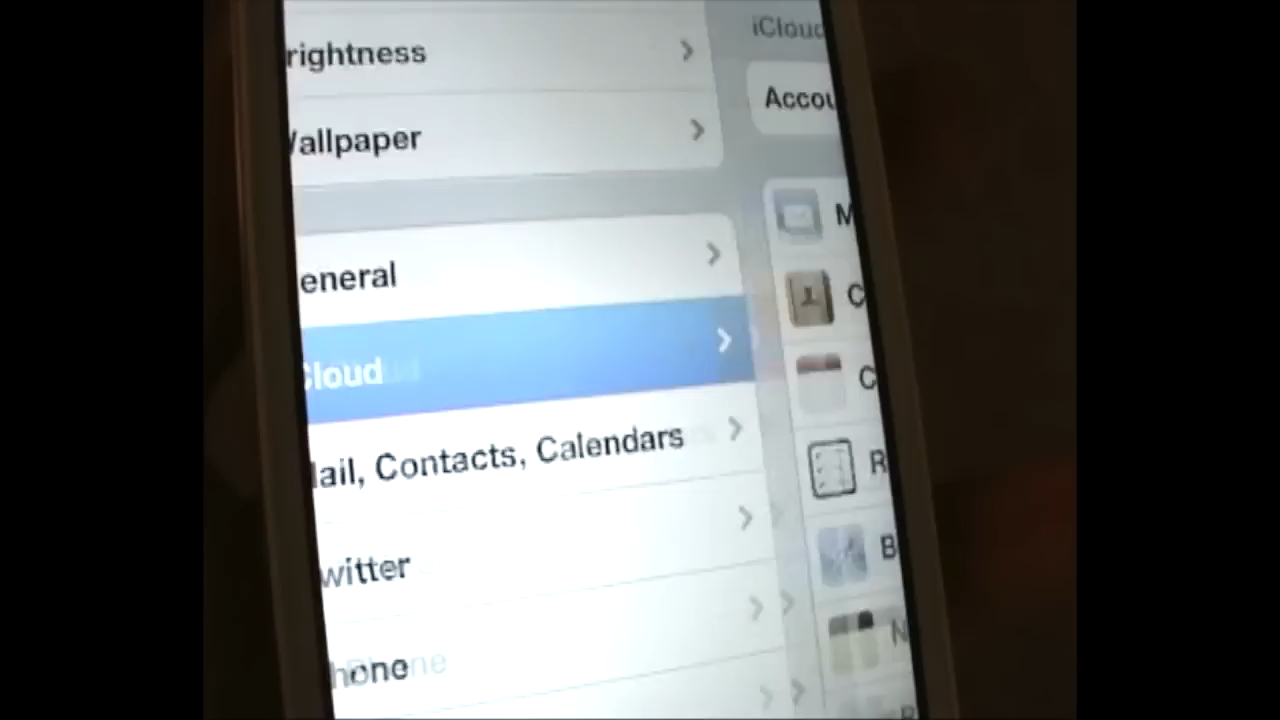 rightness
Wallpaper
eneral
Cloud
Mail, Contacts, Calendars
witter
hone
iCloud
Accou
M
C
C
R
B
N